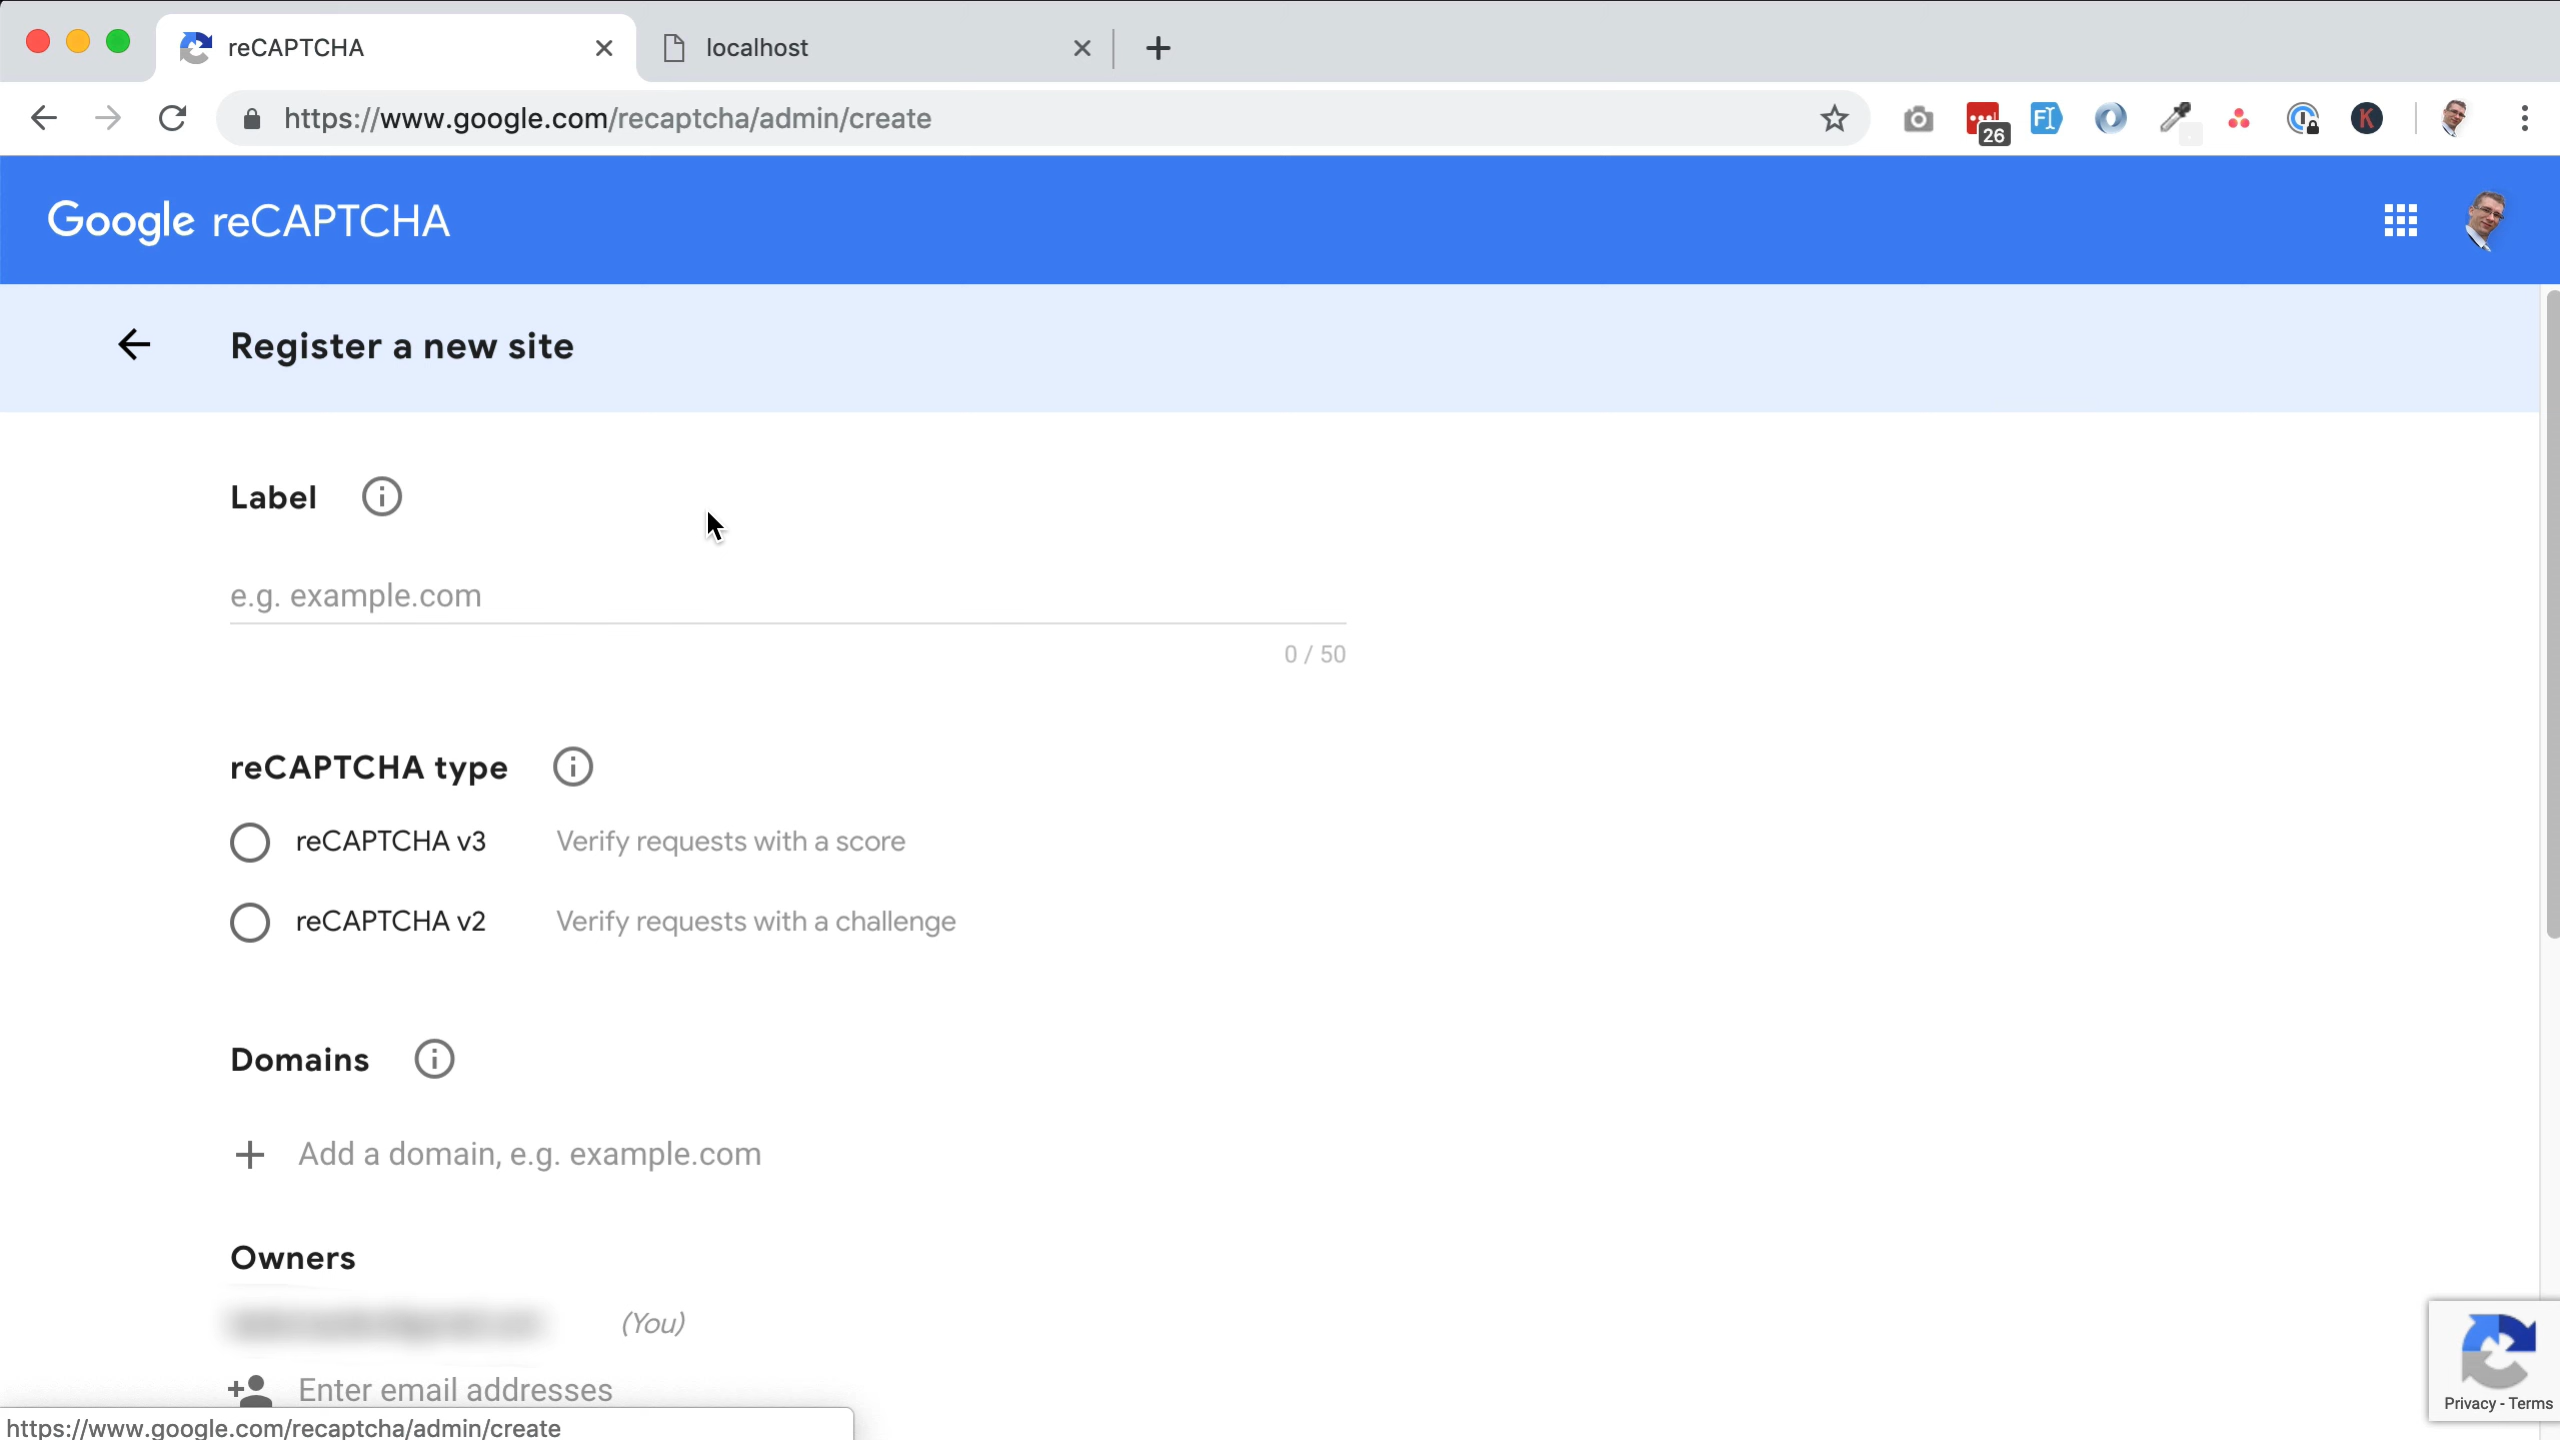 reCAPTCHA
localhost
https://www.google.com/recaptcha/admin/create
26
FI
K
Google reCAPTCHA
Register a new site
Label
e.g. example.com
0 / 50
reCAPTCHA type
reCAPTCHA v3 Verify requests with a score
reCAPTCHA v2 Verify requests with a challenge
Domains
Add a domain, e.g. example.com
Owners
(You)
Enter email addresses
Privacy - Terms
https://www.google.com/recaptcha/admin/create